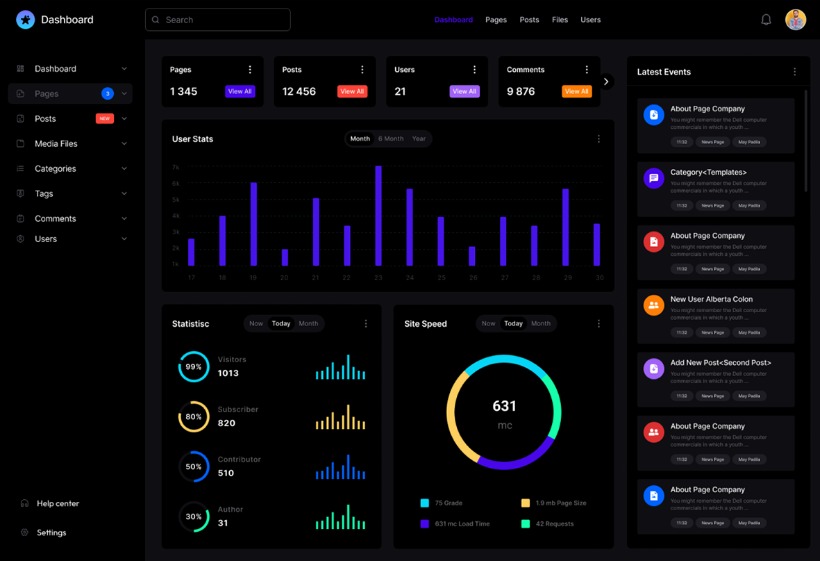 Dashboard
Search
Dashboard Pages Posts Files Users
Dashboard
Pages 3
Posts NEW
Media Files
Categories
Tags
Comments
Users
Help center
Settings
Pages
1 345 View All
Posts
12 456 View All
Users
21 View All
Comments
9 876 View All
User Stats
Month 6 Month Year
7k
6k
5k
4k
3k
2k
1k
17 18 19 20 21 22 23 24 25 26 27 28 29 30
Statistisc
Now Today Month
99% Visitors
1013
80% Subscriber
820
50% Contributor
510
30% Author
31
Site Speed
Now Today Month
631
mc
75 Grade 1.9 mb Page Size
631 mc Load Time 42 Requests
Latest Events
About Page Company
You might remember the Dell computer
commercials in which a youth ...
11:32 News Page May Padlla
Category<Templates>
You might remember the Dell computer
commercials in which a youth ...
11:32 News Page May Padlla
About Page Company
You might remember the Dell computer
commercials in which a youth ...
11:32 News Page May Padlla
New User Alberta Colon
You might remember the Dell computer
commercials in which a youth ...
11:32 News Page May Padlla
Add New Post<Second Post>
You might remember the Dell computer
commercials in which a youth ...
11:32 News Page May Padlla
About Page Company
You might remember the Dell computer
commercials in which a youth ...
11:32 News Page May Padlla
About Page Company
You might remember the Dell computer
commercials in which a youth ...
11:32 News Page May Padlla